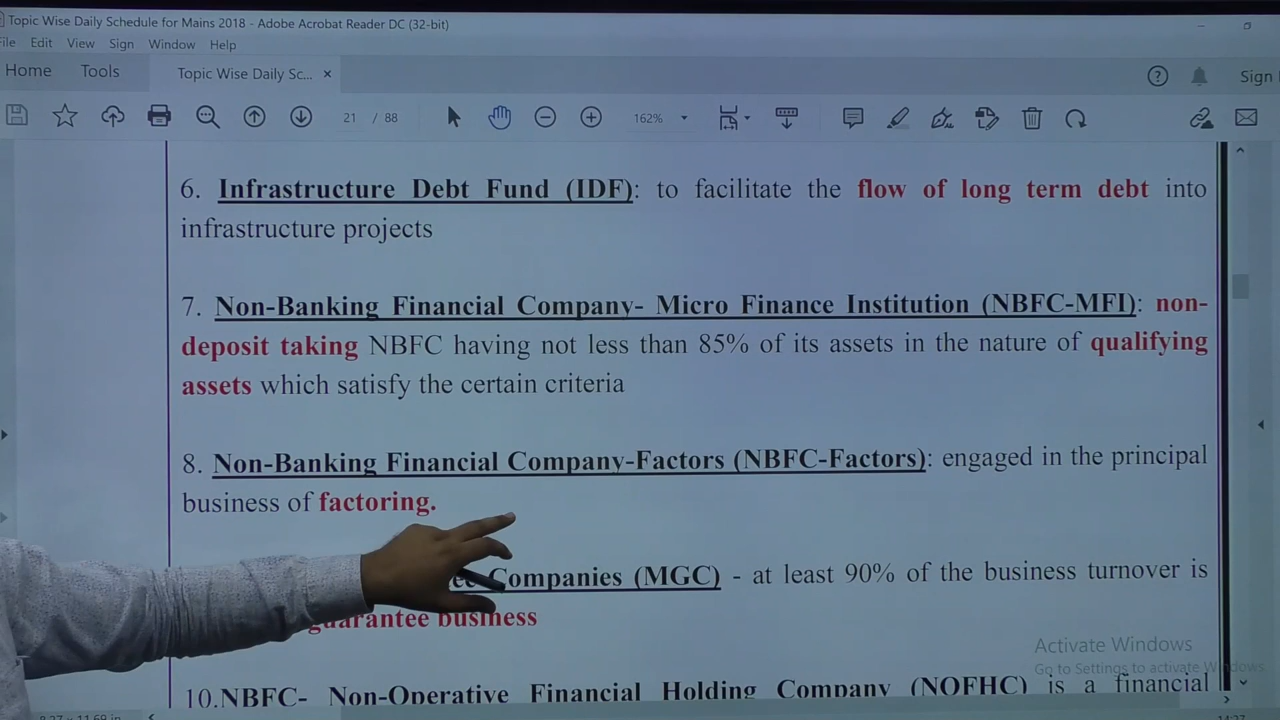 Topic Wise Daily Schedule for Mains 2018 - Adobe Acrobat Reader DC (32-bit)
File Edit View Sign Window Help
Home Tools Topic Wise Daily Sc... × Sign
21 / 88 162%
6. Infrastructure Debt Fund (IDF): to facilitate the flow of long term debt into
infrastructure projects
7. Non-Banking Financial Company- Micro Finance Institution (NBFC-MFI): non-
deposit taking NBFC having not less than 85% of its assets in the nature of qualifying
assets which satisfy the certain criteria
8. Non-Banking Financial Company-Factors (NBFC-Factors): engaged in the principal
business of factoring.
Companies (MGC) - at least 90% of the business turnover is
guarantee business
Activate Windows
Go to Settings to activate Windows.
10.NBFC- Non-Operative Financial Holding Company (NOFHC) is a financial